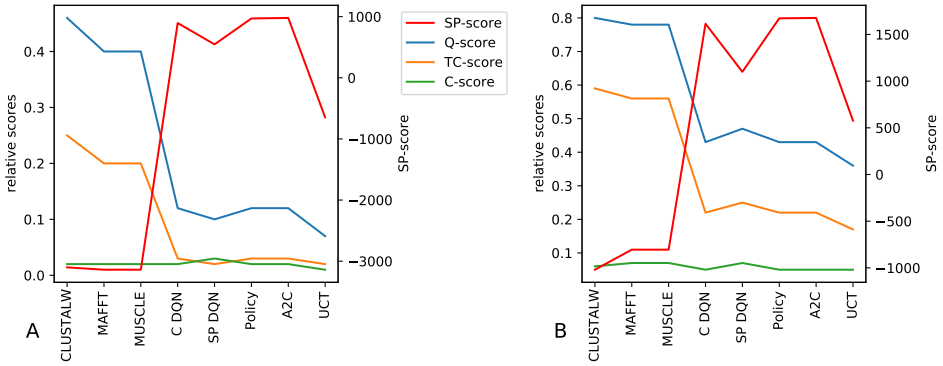 0.4
0.3
0.2
0.1
0.0
relative scores
1000
0
−1000
−2000
−3000
SP-score
CLUSTALW
MAFFT
MUSCLE
C DQN
SP DQN
Policy
A2C
UCT
A
SP-score
Q-score
TC-score
C-score
0.8
0.7
0.6
0.5
0.4
0.3
0.2
0.1
relative scores
1500
1000
500
0
−500
−1000
SP-score
CLUSTALW
MAFFT
MUSCLE
C DQN
SP DQN
Policy
A2C
UCT
B